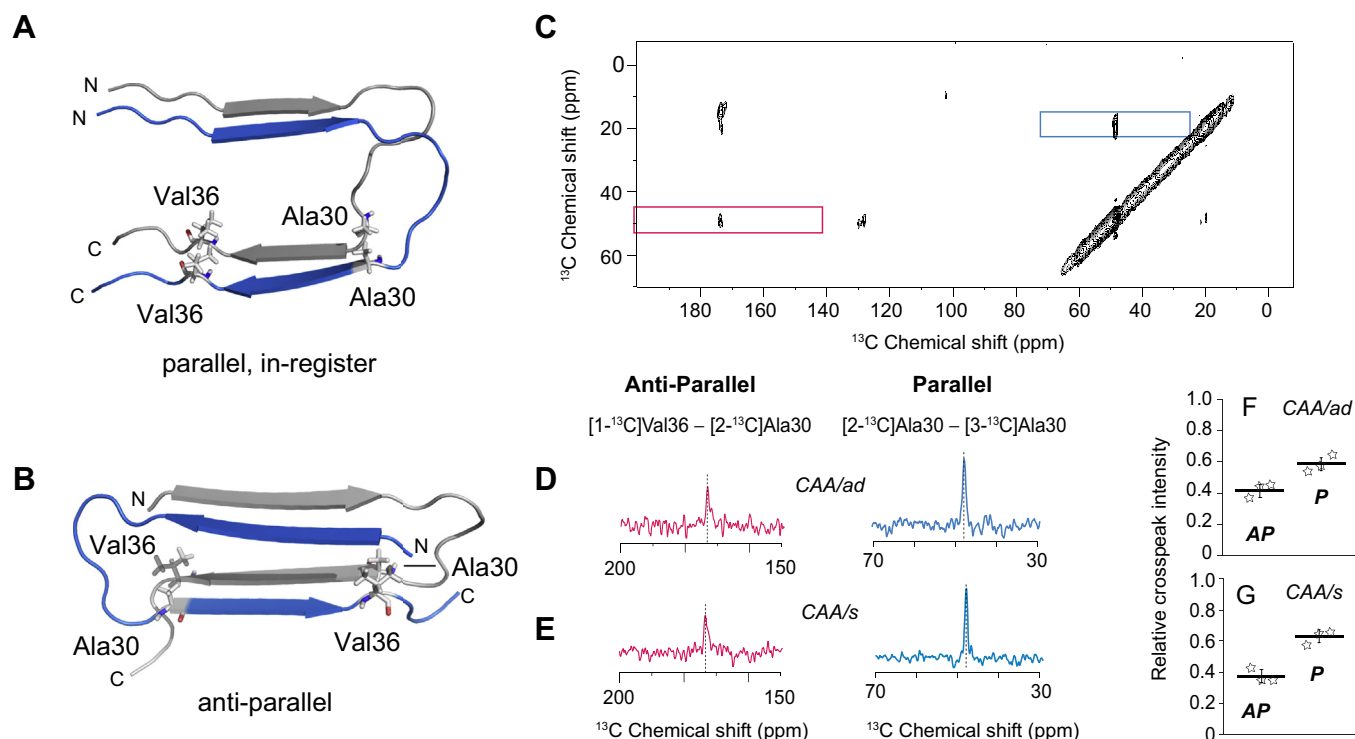 A
N
N
Val36
Ala30
C
C
Val36
Ala30
parallel, in-register
B
N
Val36
N
Ala30
C
Ala30
Val36
C
anti-parallel
C
0
20
40
60
¹³C Chemical shift (ppm)
180 160 140 120 100 80 60 40 20 0
¹³C Chemical shift (ppm)
Anti-Parallel
Parallel
[1-¹³C]Val36 – [2-¹³C]Ala30
[2-¹³C]Ala30 – [3-¹³C]Ala30
D
CAA/ad
200 150
70 30
E
CAA/s
200 150
70 30
¹³C Chemical shift (ppm)
¹³C Chemical shift (ppm)
Relative crosspeak intensity
F CAA/ad
1.0
0.8
0.6
0.4
0.2
0
AP
P
G CAA/s
1.0
0.8
0.6
0.4
0.2
0
AP
P